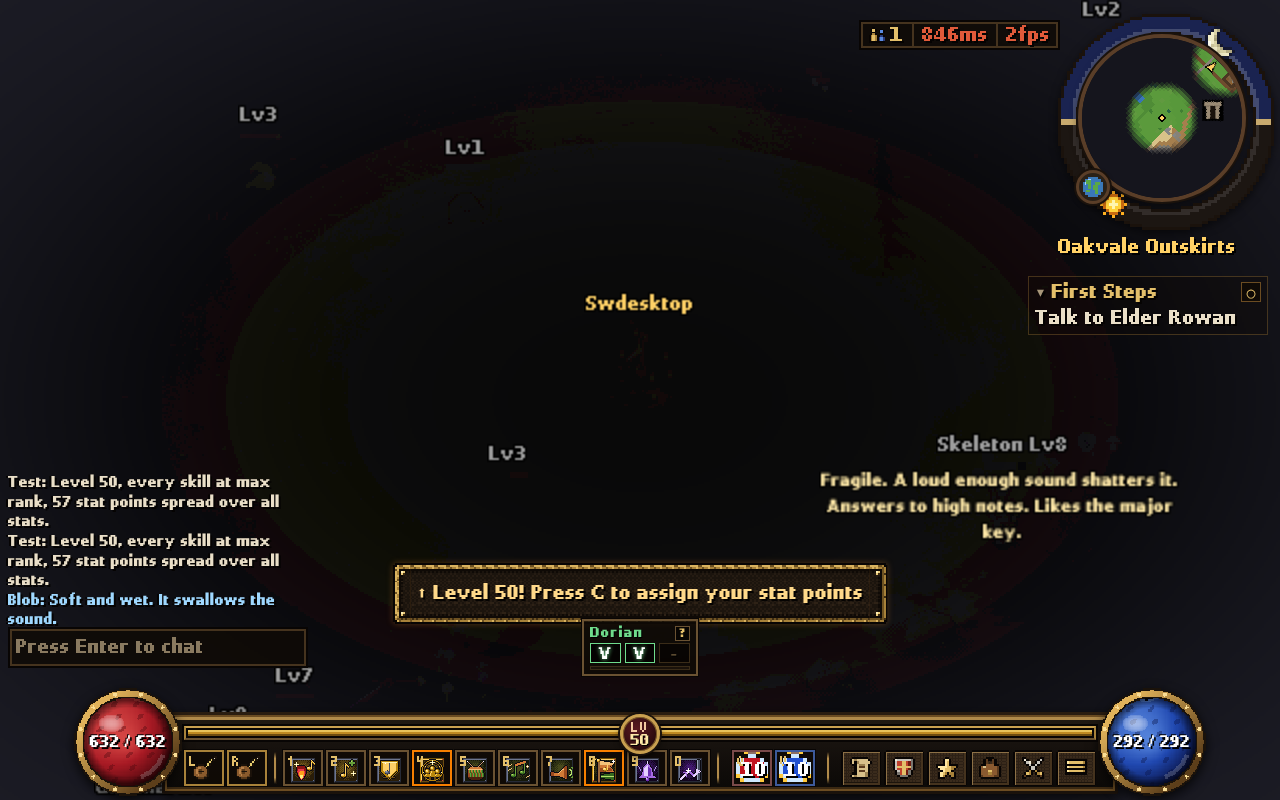 Lv2
1 846ms 2fps
Lv3
Lv1
Oakvale Outskirts
First Steps
Talk to Elder Rowan
Swdesktop
Lv3
Skeleton Lv8
Fragile. A loud enough sound shatters it.
Answers to high notes. Likes the major
key.
Test: Level 50, every skill at max
rank, 57 stat points spread over all
stats.
Test: Level 50, every skill at max
rank, 57 stat points spread over all
stats.
Blob: Soft and wet. It swallows the
sound.
Press Enter to chat
↑ Level 50! Press C to assign your stat points
Dorian ?
V V -
Lv7
632 / 632
LV
50
292 / 292
L R 1 2 3 4 5 6 7 8 9 0 10 10